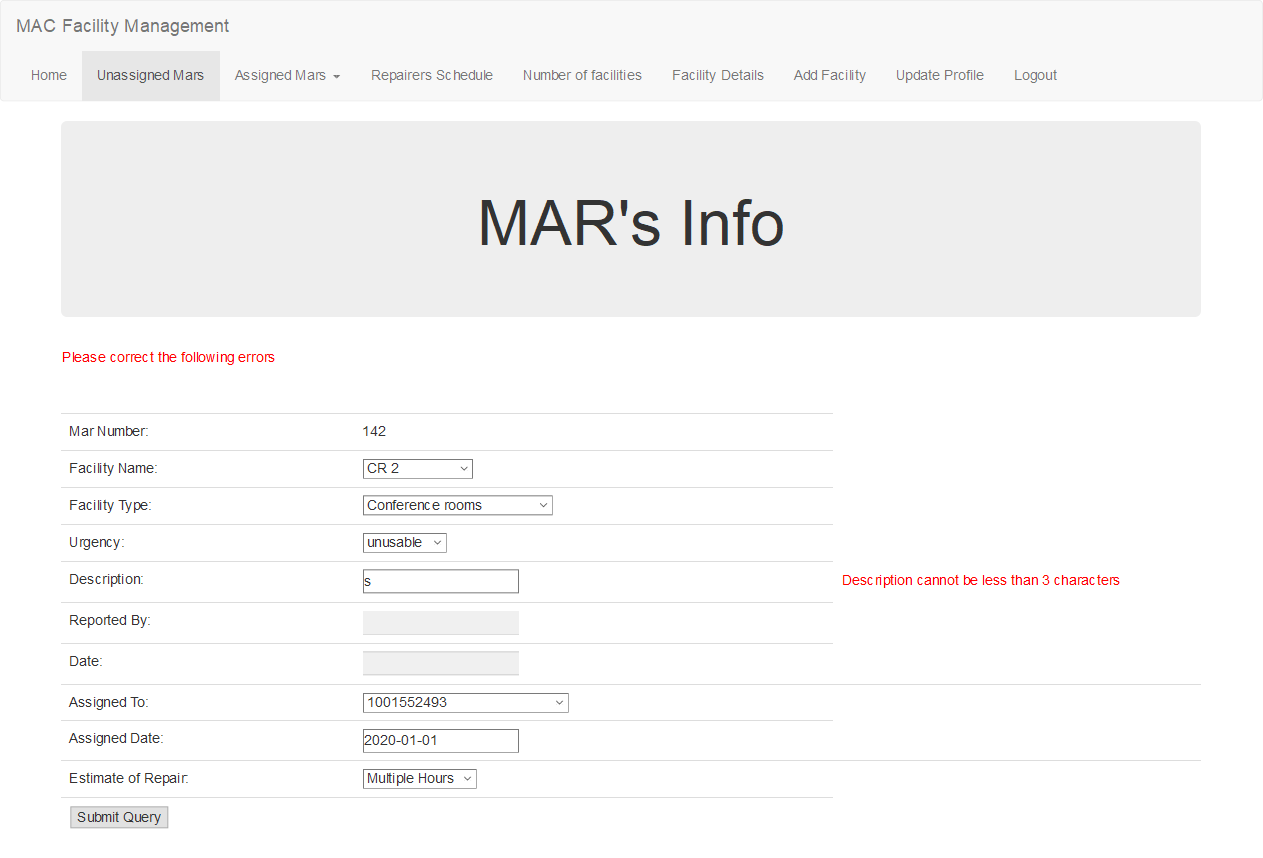 MAC Facility Management
Home Unassigned Mars Assigned Mars Repairers Schedule Number of facilities Facility Details Add Facility Update Profile Logout
MAR's Info
Please correct the following errors
Mar Number: 142
Facility Name: CR 2
Facility Type: Conference rooms
Urgency: unusable
Description: s Description cannot be less than 3 characters
Reported By:
Date:
Assigned To: 1001552493
Assigned Date: 2020-01-01
Estimate of Repair: Multiple Hours
Submit Query